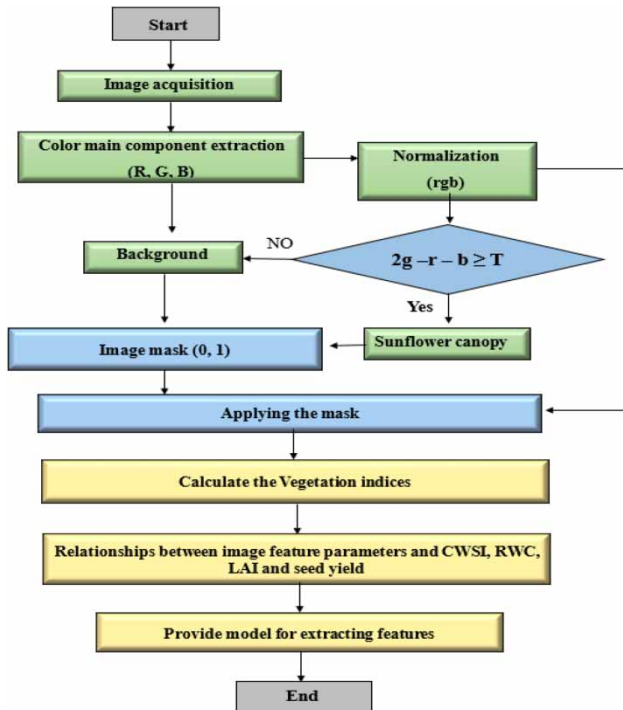 Start
Image acquisition
Color main component extraction
(R, G, B)
Normalization
(rgb)
NO
Background
2g –r – b ≥ T
Yes
Sunflower canopy
Image mask (0, 1)
Applying the mask
Calculate the Vegetation indices
Relationships between image feature parameters and CWSI, RWC,
LAI and seed yield
Provide model for extracting features
End